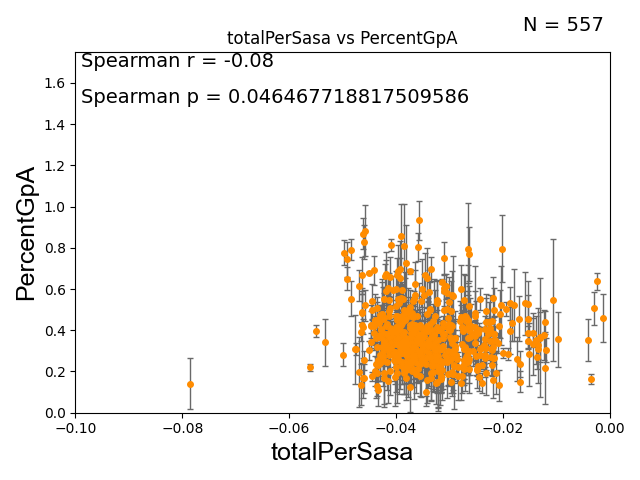 N = 557
totalPerSasa vs PercentGpA
Spearman r = -0.08
Spearman p = 0.046467718817509586
PercentGpA
1.6
1.4
1.2
1.0
0.8
0.6
0.4
0.2
0.0
−0.10
−0.08
−0.06
−0.04
−0.02
0.00
totalPerSasa